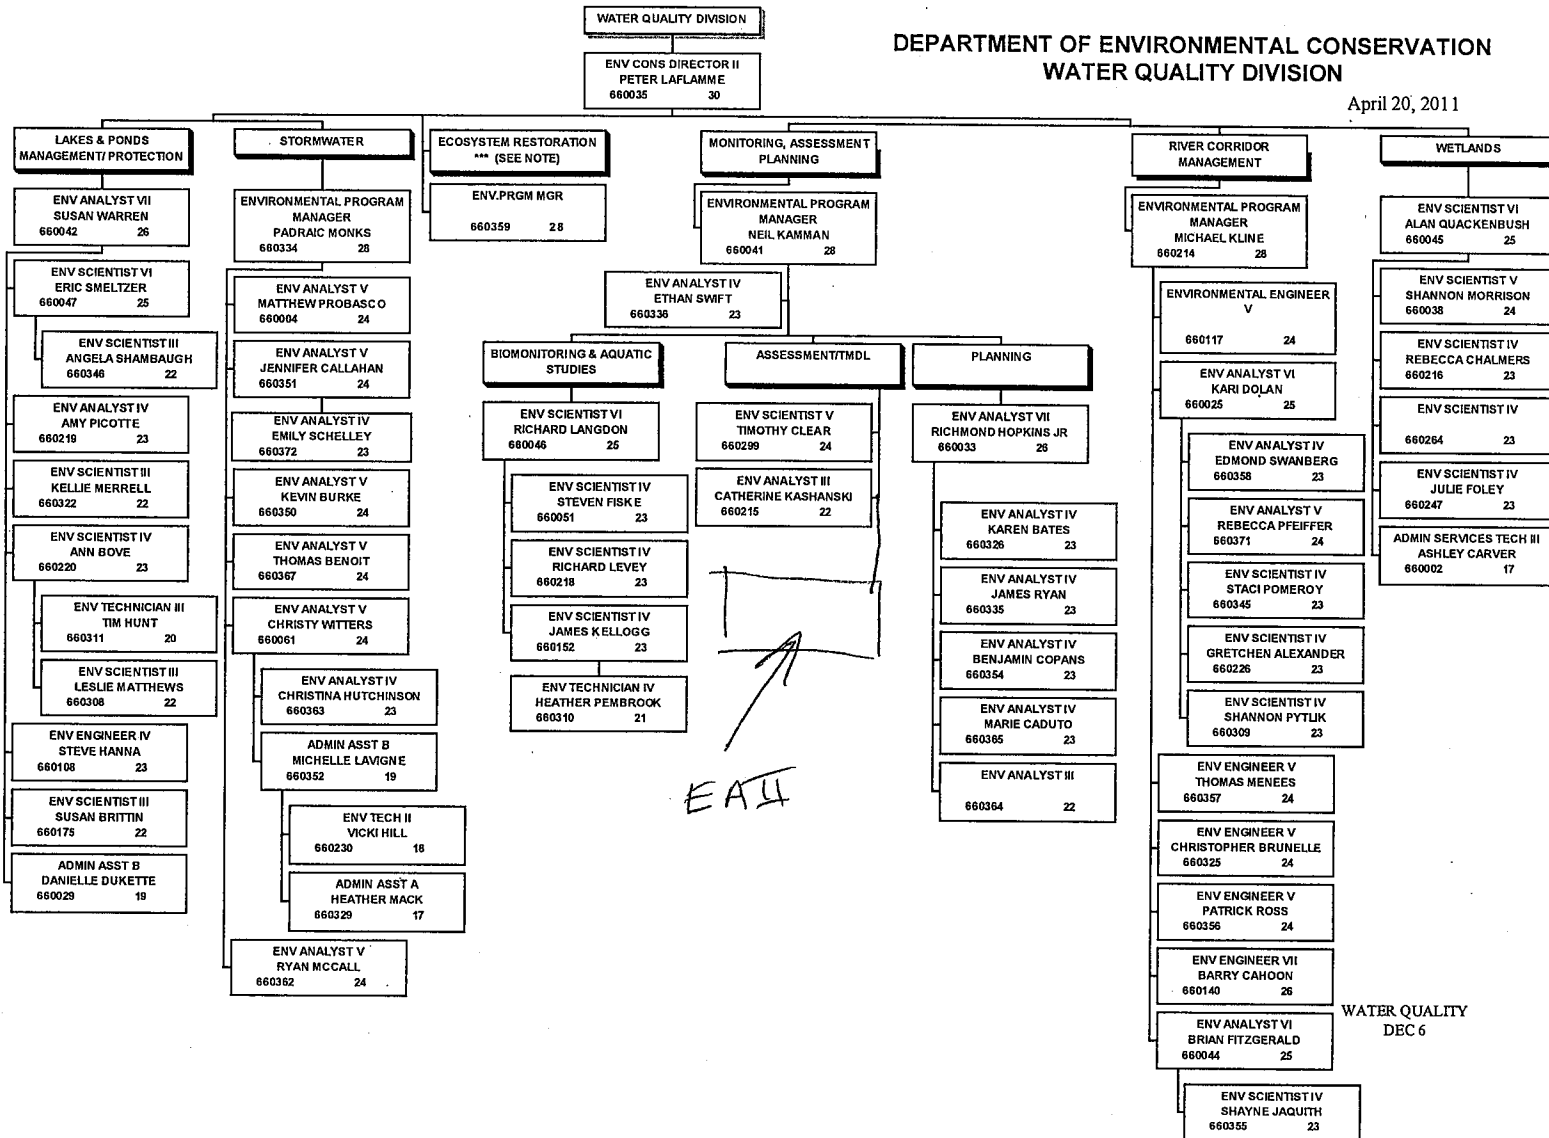 WATER QUALITY DIVISION
ENV CONS DIRECTOR II
PETER LAFLAMME
660035 30
DEPARTMENT OF ENVIRONMENTAL CONSERVATION
WATER QUALITY DIVISION
April 20, 2011
LAKES & PONDS
MANAGEMENT/ PROTECTION
ENV ANALYST VII
SUSAN WARREN
660042 26
ENV SCIENTIST VI
ERIC SMELTZER
660047 25
ENV SCIENTIST III
ANGELA SHAMBAUGH
660346 22
ENV ANALYST IV
AMY PICOTTE
660219 23
ENV SCIENTIST III
KELLIE MERRELL
660322 22
ENV SCIENTIST IV
ANN BOVE
660220 23
ENV TECHNICIAN III
TIM HUNT
660311 20
ENV SCIENTIST III
LESLIE MATTHEWS
660308 22
ENV ENGINEER IV
STEVE HANNA
660108 23
ENV SCIENTIST III
SUSAN BRITTIN
660175 22
ADMIN ASST B
DANIELLE DUKETTE
660029 19
STORMWATER
ENVIRONMENTAL PROGRAM
MANAGER
PADRAIC MONKS
660334 28
ENV ANALYST V
MATTHEW PROBASCO
660004 24
ENV ANALYST V
JENNIFER CALLAHAN
660351 24
ENV ANALYST IV
EMILY SCHELLEY
660372 23
ENV ANALYST V
KEVIN BURKE
660350 24
ENV ANALYST V
THOMAS BENOIT
660367 24
ENV ANALYST V
CHRISTY WITTERS
660061 24
ENV ANALYST IV
CHRISTINA HUTCHINSON
660363 23
ADMIN ASST B
MICHELLE LAVIGNE
660352 19
ENV TECH II
VICKI HILL
660230 18
ADMIN ASST A
HEATHER MACK
660329 17
ENV ANALYST V
RYAN MCCALL
660362 24
ECOSYSTEM RESTORATION
*** (SEE NOTE)
ENV.PRGM MGR
660359 28
MONITORING, ASSESSMENT
PLANNING
ENVIRONMENTAL PROGRAM
MANAGER
NEIL KAMMAN
660041 28
ENV ANALYST IV
ETHAN SWIFT
660336 23
BIOMONITORING & AQUATIC
STUDIES
ENV SCIENTIST VI
RICHARD LANGDON
660046 25
ENV SCIENTIST IV
STEVEN FISKE
660051 23
ENV SCIENTIST IV
RICHARD LEVEY
660218 23
ENV SCIENTIST IV
JAMES KELLOGG
660152 23
ENV TECHNICIAN IV
HEATHER PEMBROOK
660310 21
ASSESSMENT/TMDL
ENV SCIENTIST V
TIMOTHY CLEAR
660299 24
ENV ANALYST III
CATHERINE KASHANSKI
660215 22
EA II
PLANNING
ENV ANALYST VII
RICHMOND HOPKINS JR
660033 26
ENV ANALYST IV
KAREN BATES
660326 23
ENV ANALYST IV
JAMES RYAN
660335 23
ENV ANALYST IV
BENJAMIN COPANS
660354 23
ENV ANALYST IV
MARIE CADUTO
660365 23
ENV ANALYST III
660364 22
RIVER CORRIDOR
MANAGEMENT
ENVIRONMENTAL PROGRAM
MANAGER
MICHAEL KLINE
660214 28
ENVIRONMENTAL ENGINEER
V
660117 24
ENV ANALYST VI
KARI DOLAN
660025 25
ENV ANALYST IV
EDMOND SWANBERG
660358 23
ENV ANALYST V
REBECCA PFEIFFER
660371 24
ENV SCIENTIST IV
STACI POMEROY
660345 23
ENV SCIENTIST IV
GRETCHEN ALEXANDER
660226 23
ENV SCIENTIST IV
SHANNON PYTLIK
660309 23
ENV ENGINEER V
THOMAS MENEES
660357 24
ENV ENGINEER V
CHRISTOPHER BRUNELLE
660325 24
ENV ENGINEER V
PATRICK ROSS
660356 24
ENV ENGINEER VII
BARRY CAHOON
660140 26
ENV ANALYST VI
BRIAN FITZGERALD
660044 25
ENV SCIENTIST IV
SHAYNE JAQUITH
660355 23
WETLANDS
ENV SCIENTIST VI
ALAN QUACKENBUSH
660045 25
ENV SCIENTIST V
SHANNON MORRISON
660038 24
ENV SCIENTIST IV
REBECCA CHALMERS
660216 23
ENV SCIENTIST IV
660264 23
ENV SCIENTIST IV
JULIE FOLEY
660247 23
ADMIN SERVICES TECH III
ASHLEY CARVER
660002 17
WATER QUALITY
DEC 6